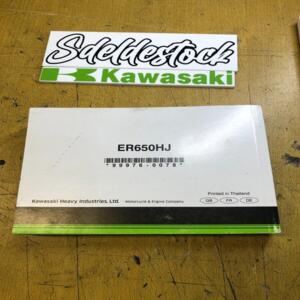 Sdeldestock
Kawasaki
ER650HJ
*99976-0078*
Printed in Thailand
Kawasaki Heavy Industries, Ltd. Motorcycle & Engine Company
GB FR DE